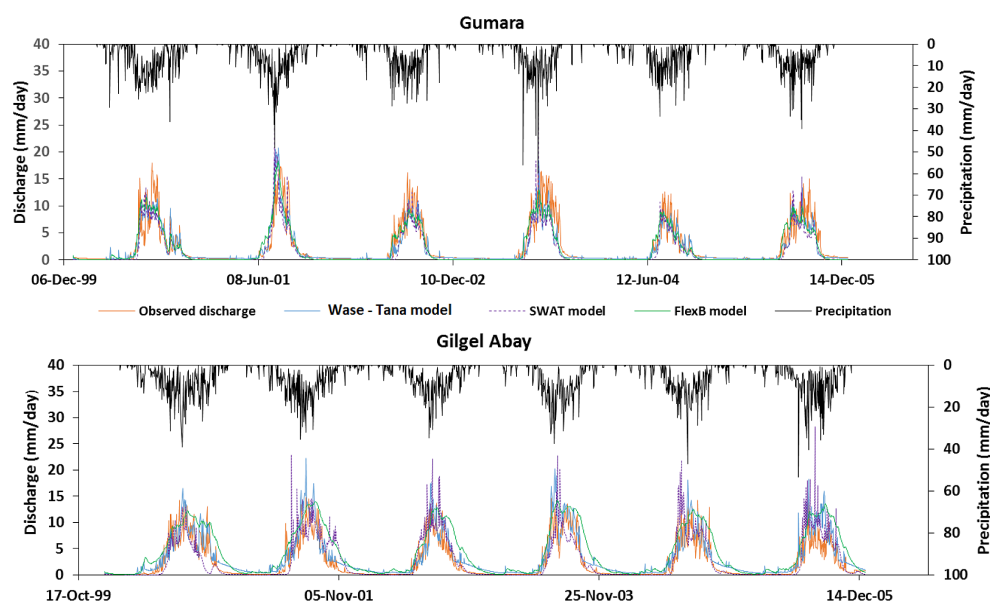 Gumara
40
35
30
25
20
15
10
5
0
Discharge (mm/day)
0
10
20
30
40
50
60
70
80
90
100
Precipitation (mm/day)
06-Dec-99
08-Jun-01
10-Dec-02
12-Jun-04
14-Dec-05
Observed discharge
Wase - Tana model
SWAT model
FlexB model
Precipitation
Gilgel Abay
40
35
30
25
20
15
10
5
0
Discharge (mm/day)
0
20
40
60
80
100
Precipitation (mm/day)
17-Oct-99
05-Nov-01
25-Nov-03
14-Dec-05